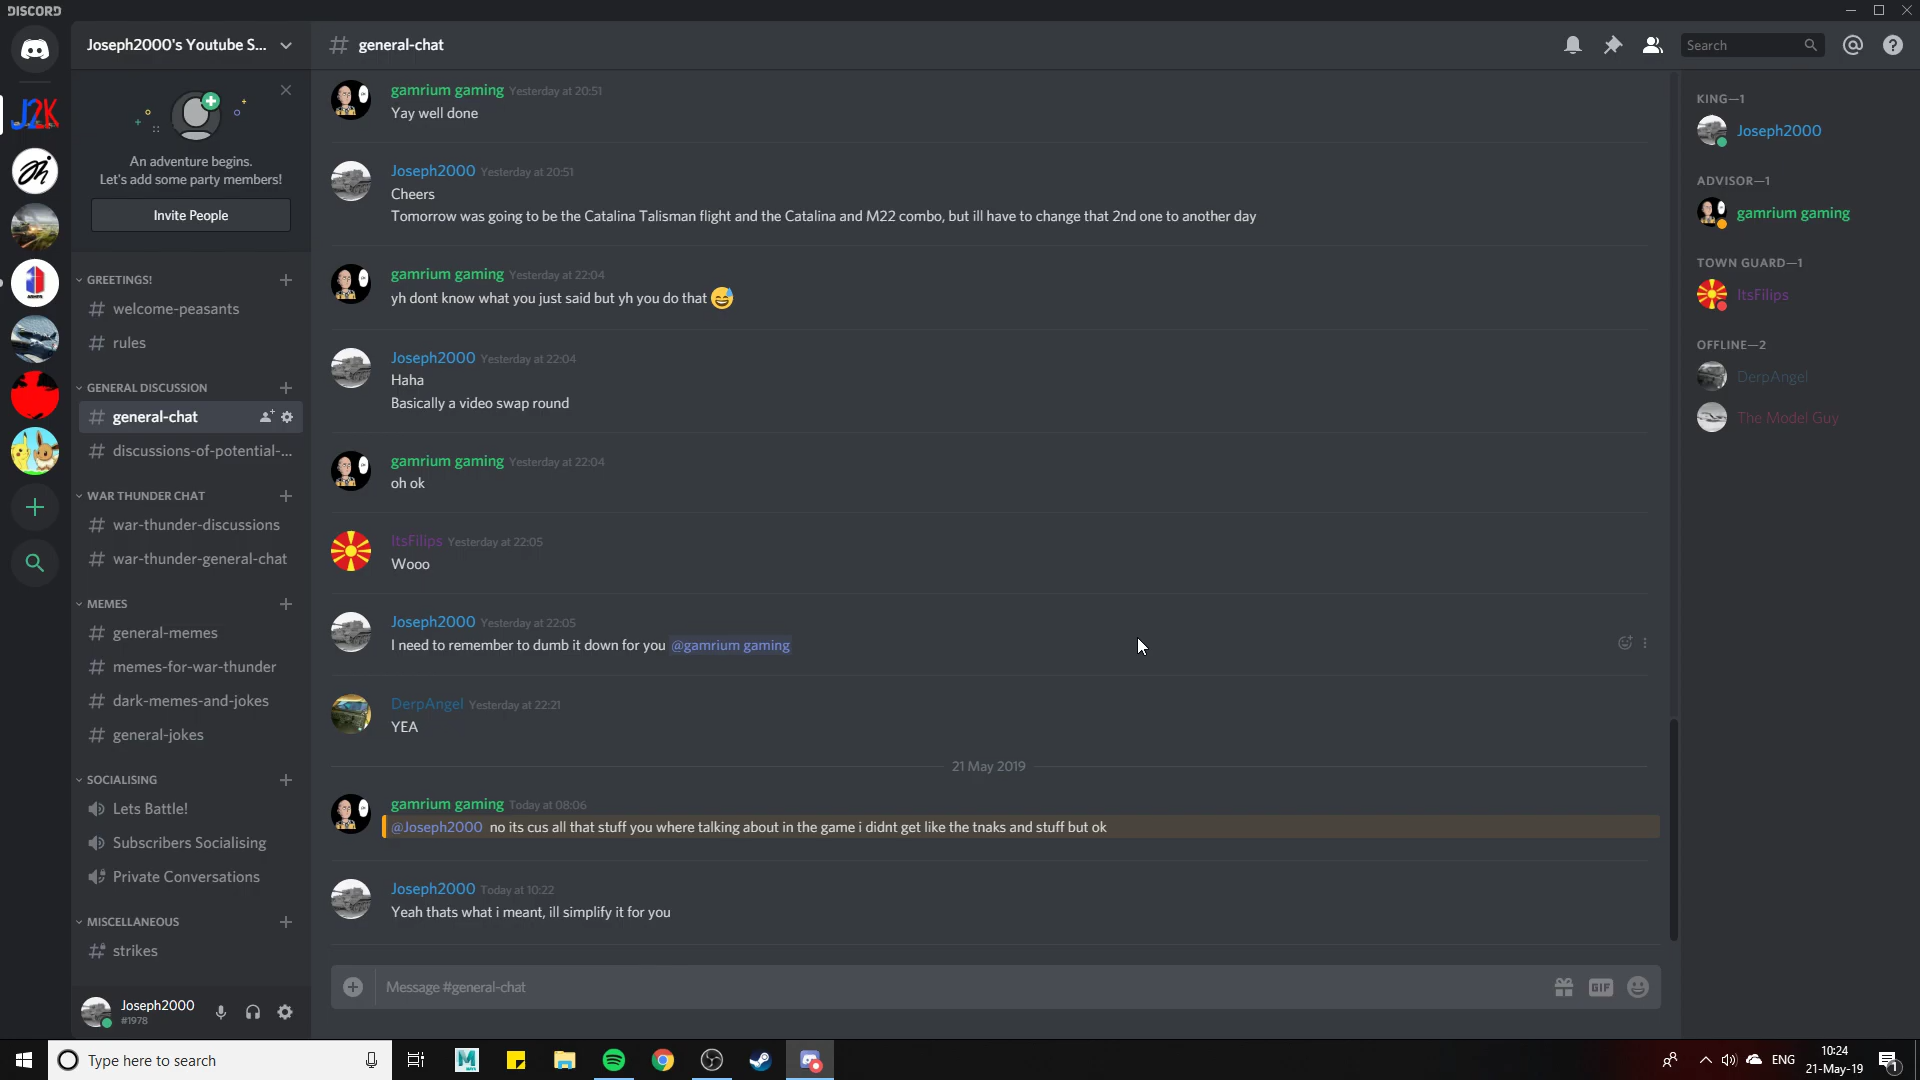 DISCORD
Joseph2000's Youtube S...
general-chat
Search
J2K
An adventure begins.
Let's add some party members!
Invite People
GREETINGS!
welcome-peasants
rules
GENERAL DISCUSSION
general-chat
discussions-of-potential-...
WAR THUNDER CHAT
war-thunder-discussions
war-thunder-general-chat
MEMES
general-memes
memes-for-war-thunder
dark-memes-and-jokes
general-jokes
SOCIALISING
Lets Battle!
Subscribers Socialising
Private Conversations
MISCELLANEOUS
strikes
Joseph2000
#1978
gamrium gaming Yesterday at 20:51
Yay well done
Joseph2000 Yesterday at 20:51
Cheers
Tomorrow was going to be the Catalina Talisman flight and the Catalina and M22 combo, but ill have to change that 2nd one to another day
gamrium gaming Yesterday at 22:04
yh dont know what you just said but yh you do that 😅
Joseph2000 Yesterday at 22:04
Haha
Basically a video swap round
gamrium gaming Yesterday at 22:04
oh ok
ItsFilips Yesterday at 22:05
Wooo
Joseph2000 Yesterday at 22:05
I need to remember to dumb it down for you @gamrium gaming
DerpAngel Yesterday at 22:21
YEA
21 May 2019
gamrium gaming Today at 08:06
@Joseph2000 no its cus all that stuff you where talking about in the game i didnt get like the tnaks and stuff but ok
Joseph2000 Today at 10:22
Yeah thats what i meant, ill simplify it for you
Message #general-chat
GIF
KING—1
Joseph2000
ADVISOR—1
gamrium gaming
TOWN GUARD—1
ItsFilips
OFFLINE—2
DerpAngel
The Model Guy
Type here to search
ENG
10:24
21-May-19
1